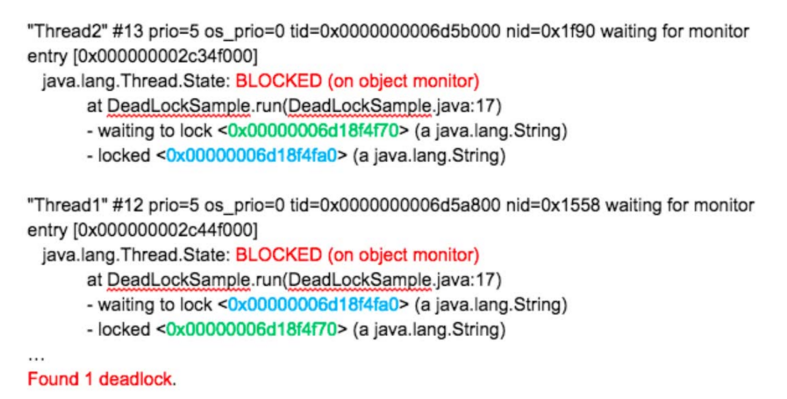 "Thread2" #13 prio=5 os_prio=0 tid=0x0000000006d5b000 nid=0x1f90 waiting for monitor
entry [0x000000002c34f000]
java.lang.Thread.State: BLOCKED (on object monitor)
at DeadLockSample.run(DeadLockSample.java:17)
- waiting to lock <0x00000006d18f4f70> (a java.lang.String)
- locked <0x00000006d18f4fa0> (a java.lang.String)
"Thread1" #12 prio=5 os_prio=0 tid=0x0000000006d5a800 nid=0x1558 waiting for monitor
entry [0x000000002c44f000]
java.lang.Thread.State: BLOCKED (on object monitor)
at DeadLockSample.run(DeadLockSample.java:17)
- waiting to lock <0x00000006d18f4fa0> (a java.lang.String)
- locked <0x00000006d18f4f70> (a java.lang.String)
...
Found 1 deadlock.